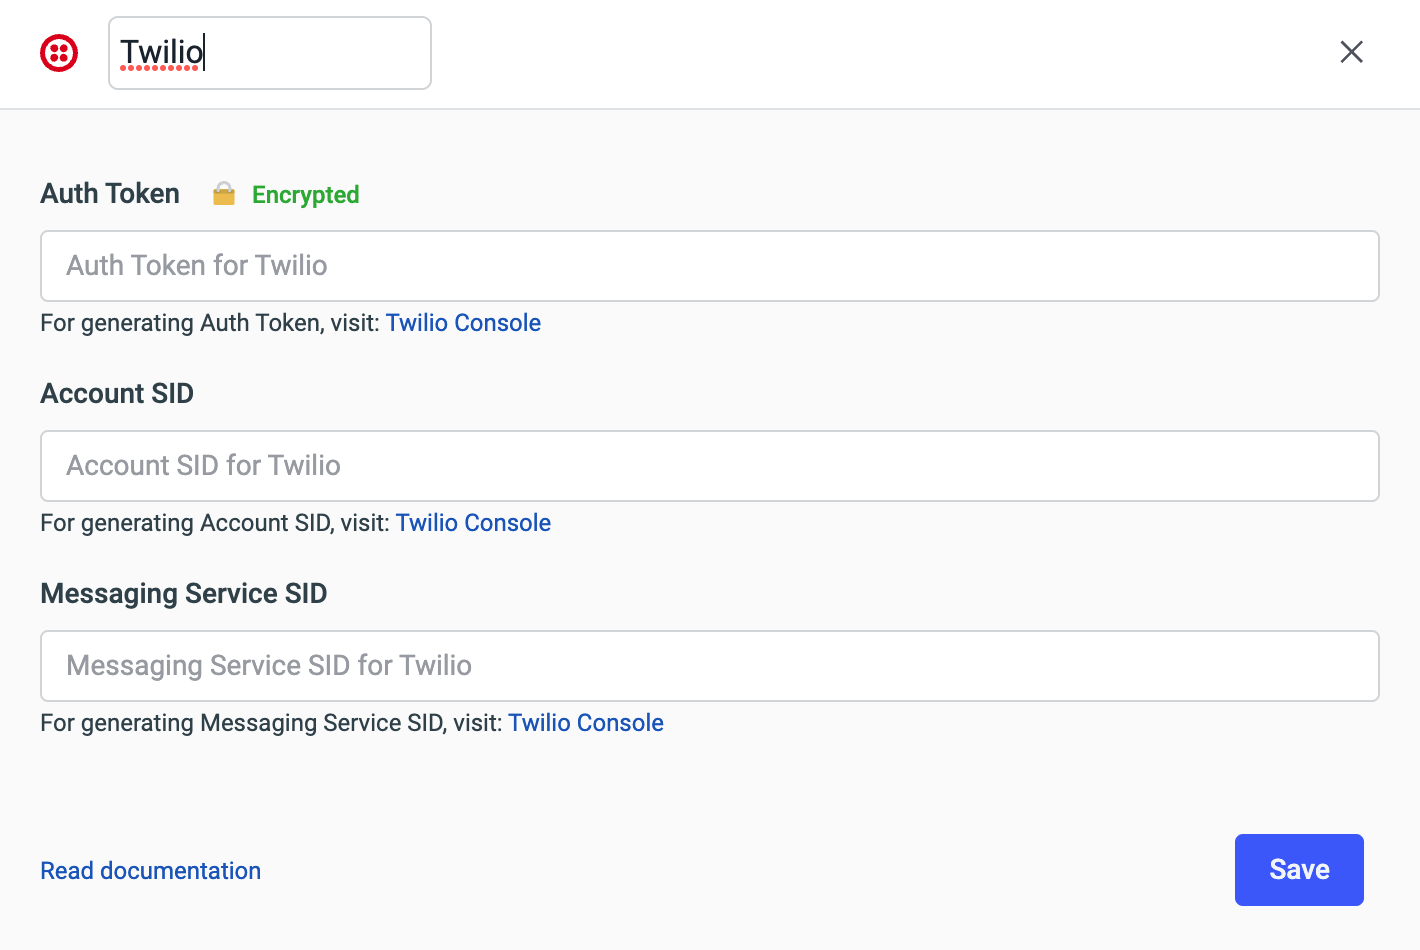 Twilio
Auth Token Encrypted
Auth Token for Twilio
For generating Auth Token, visit: Twilio Console
Account SID
Account SID for Twilio
For generating Account SID, visit: Twilio Console
Messaging Service SID
Messaging Service SID for Twilio
For generating Messaging Service SID, visit: Twilio Console
Read documentation
Save